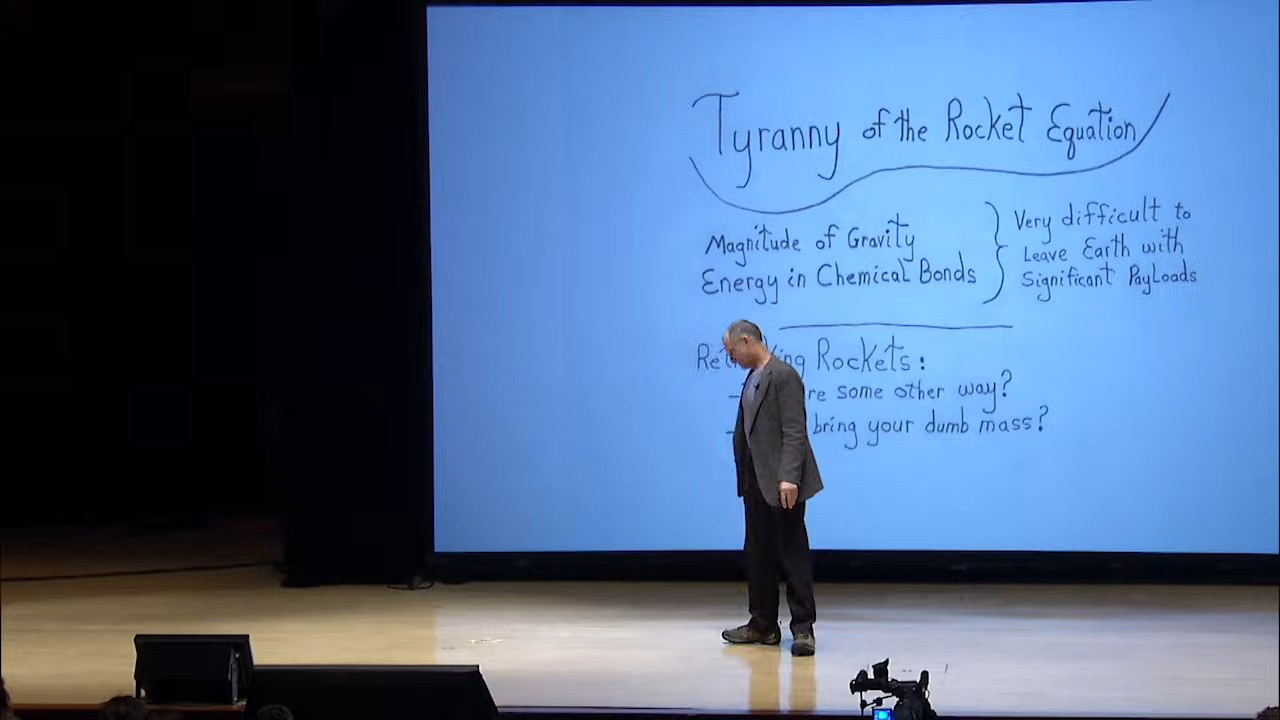 Tyranny of the Rocket Equation
Magnitude of Gravity
Energy in Chemical Bonds
Very difficult to
Leave Earth with
Significant PayLoads
Rockets:
some other way?
bring your dumb mass?